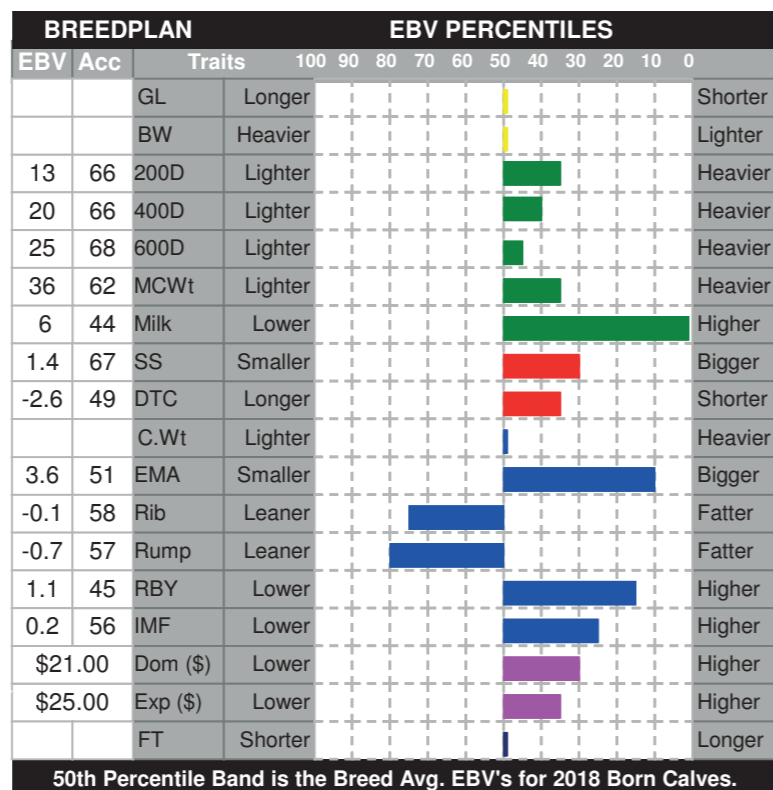 BREEDPLAN EBV PERCENTILES
EBV Acc Traits 100 90 80 70 60 50 40 30 20 10 0
GL Longer Shorter
BW Heavier Lighter
13 66 200D Lighter Heavier
20 66 400D Lighter Heavier
25 68 600D Lighter Heavier
36 62 MCWt Lighter Heavier
6 44 Milk Lower Higher
1.4 67 SS Smaller Bigger
-2.6 49 DTC Longer Shorter
C.Wt Lighter Heavier
3.6 51 EMA Smaller Bigger
-0.1 58 Rib Leaner Fatter
-0.7 57 Rump Leaner Fatter
1.1 45 RBY Lower Higher
0.2 56 IMF Lower Higher
$21.00 Dom ($) Lower Higher
$25.00 Exp ($) Lower Higher
FT Shorter Longer
50th Percentile Band is the Breed Avg. EBV's for 2018 Born Calves.